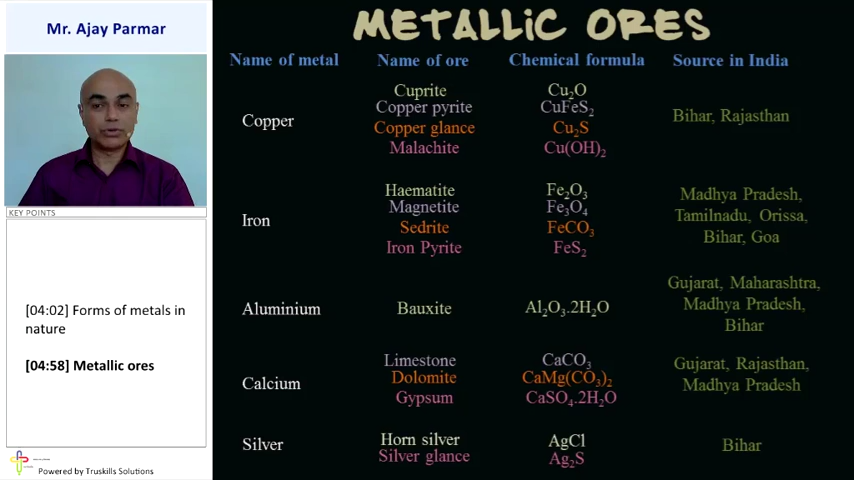 Mr. Ajay Parmar
KEY POINTS
[04:02] Forms of metals in
nature
[04:58] Metallic ores
Powered by Truskills Solutions
METALLIC ORES
Name of metal Name of ore Chemical formula Source in India
Copper
Cuprite Cu₂O
Copper pyrite CuFeS₂
Copper glance Cu₂S
Malachite Cu(OH)₂
Bihar, Rajasthan
Iron
Haematite Fe₂O₃
Magnetite Fe₃O₄
Sedrite FeCO₃
Iron Pyrite FeS₂
Madhya Pradesh,
Tamilnadu, Orissa,
Bihar, Goa
Aluminium Bauxite Al₂O₃.2H₂O
Gujarat, Maharashtra,
Madhya Pradesh,
Bihar
Calcium
Limestone CaCO₃
Dolomite CaMg(CO₃)₂
Gypsum CaSO₄.2H₂O
Gujarat, Rajasthan,
Madhya Pradesh
Silver
Horn silver AgCl
Silver glance Ag₂S
Bihar